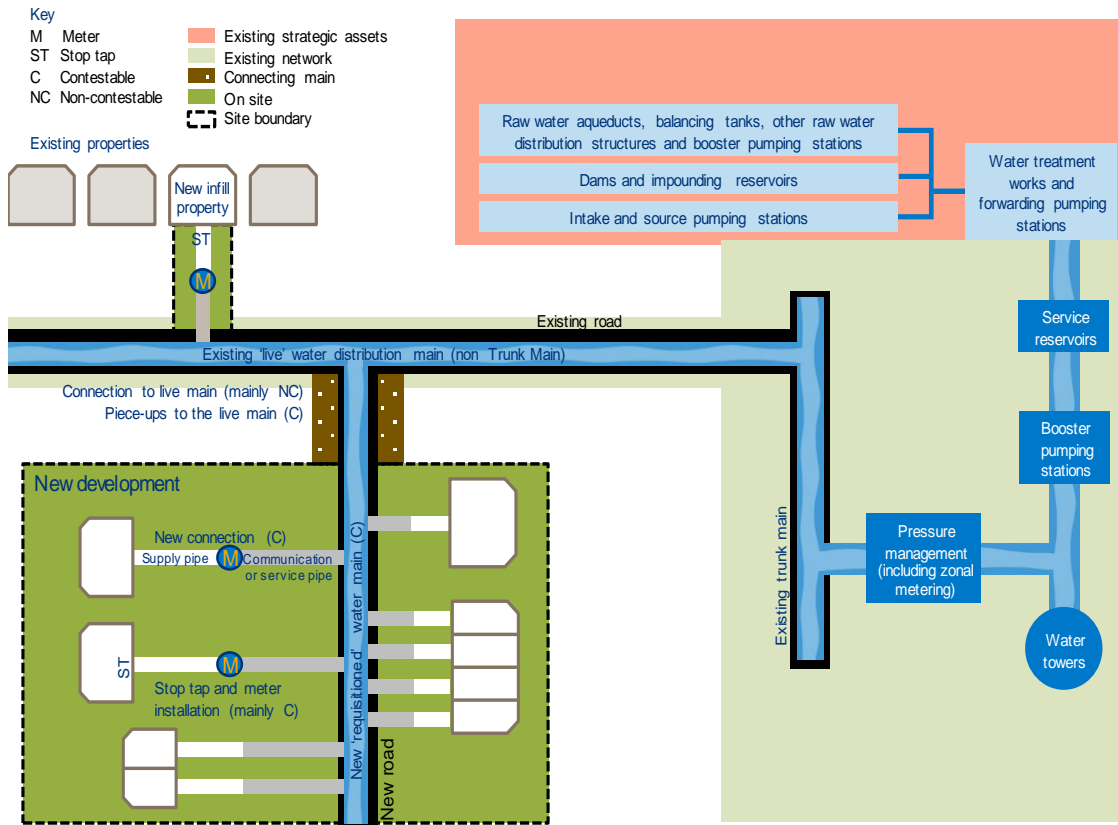 Key
M Meter
ST Stop tap
C Contestable
NC Non-contestable
Existing strategic assets
Existing network
Connecting main
On site
Site boundary
Existing properties
New infill
property
ST
M
Raw water aqueducts, balancing tanks, other raw water
distribution structures and booster pumping stations
Dams and impounding reservoirs
Intake and source pumping stations
Water treatment
works and
forwarding pumping
stations
Existing road
Existing 'live' water distribution main (non Trunk Main)
Connection to live main (mainly NC)
Piece-ups to the live main (C)
Service
reservoirs
Booster
pumping
stations
Pressure
management
(including zonal
metering)
Water
towers
Existing trunk main
New development
New connection (C)
Supply pipe
M
Communication
or service pipe
ST
M
Stop tap and meter
installation (mainly C)
New 'requisitioned' water main (C)
New road